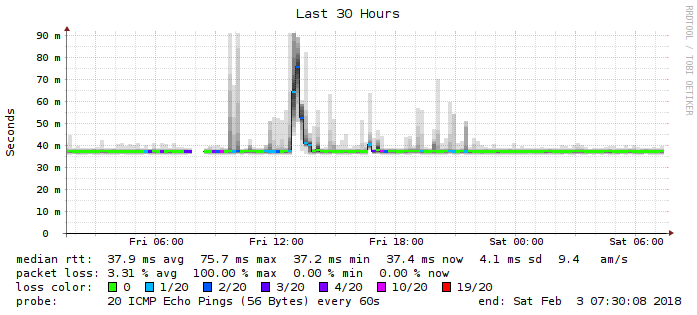 Last 30 Hours
RRDTOOL / TOBI OETIKER
Seconds
90 m
80 m
70 m
60 m
50 m
40 m
30 m
20 m
10 m
0
Fri 06:00 Fri 12:00 Fri 18:00 Sat 00:00 Sat 06:00
median rtt: 37.9 ms avg 75.7 ms max 37.2 ms min 37.4 ms now 4.1 ms sd 9.4 am/s
packet loss: 3.31 % avg 100.00 % max 0.00 % min 0.00 % now
loss color: 0 1/20 2/20 3/20 4/20 10/20 19/20
probe: 20 ICMP Echo Pings (56 Bytes) every 60s end: Sat Feb 3 07:30:08 2018